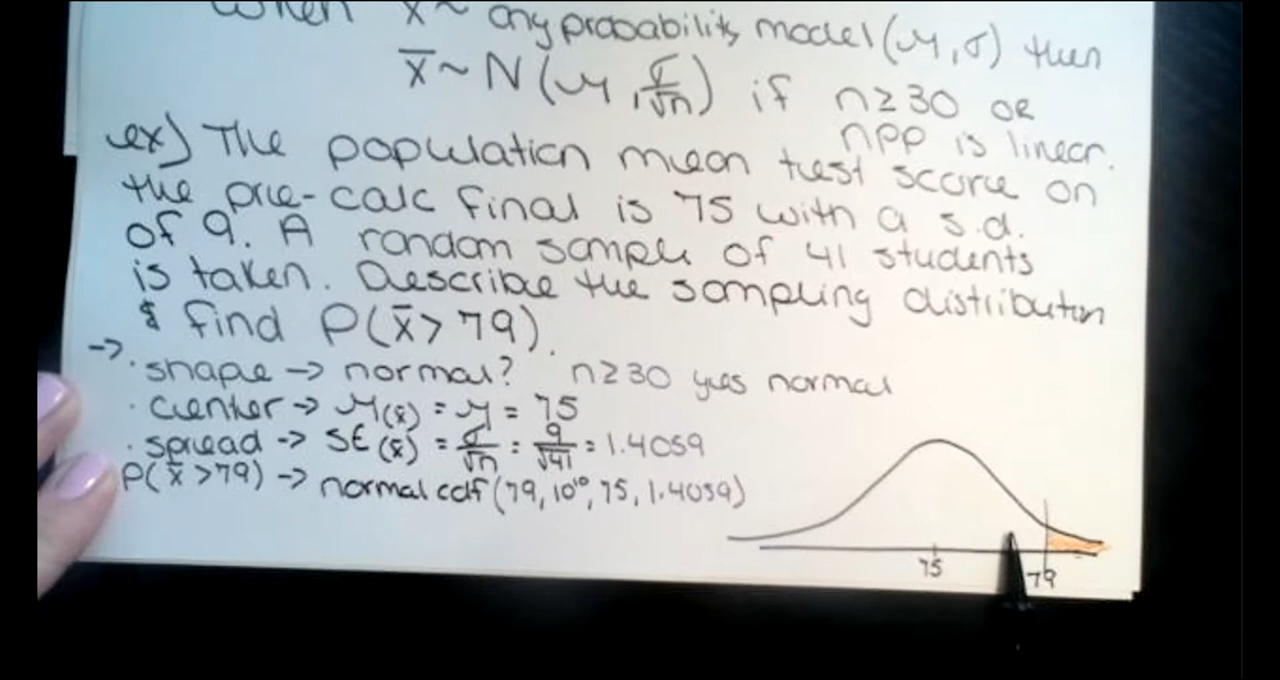 When x ~ any probability model (μ, σ) then
x̄ ~ N(μ, σ/√n) if n ≥ 30 or
npp is linear.
ex) The population mean test score on
the pre-calc final is 75 with a s.d.
of 9. A random sample of 41 students
is taken. Describe the sampling distribution
& find P(x̄ > 79).
→ · shape → normal? n ≥ 30 yes normal
· center → μ(x̄) = μ = 75
· spread → SE(x̄) = σ/√n = 9/√41 = 1.4059
P(x̄ > 79) → normal cdf (79, 10¹⁰, 75, 1.4059)
75 79